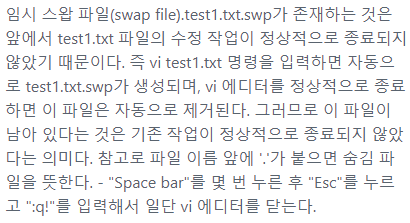 임시 스왑 파일(swap file).test1.txt.swp가 존재하는 것은
앞에서 test1.txt 파일의 수정 작업이 정상적으로 종료되지
않았기 때문이다. 즉 vi test1.txt 명령을 입력하면 자동으
로 test1.txt.swp가 생성되며, vi 에디터를 정상적으로 종료
하면 이 파일은 자동으로 제거된다. 그러므로 이 파일이
남아 있다는 것은 기존 작업이 정상적으로 종료되지 않았
다는 의미다. 참고로 파일 이름 앞에 '.'가 붙으면 숨김 파
일을 뜻한다. - "Space bar"를 몇 번 누른 후 "Esc"를 누르
고 ":q!"를 입력해서 일단 vi 에디터를 닫는다.